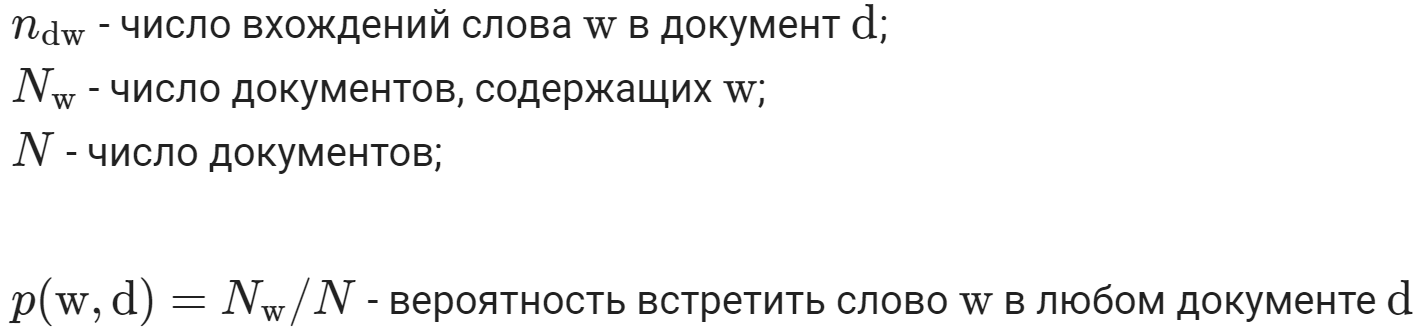 n_dw - число вхождений слова w в документ d;
N_w - число документов, содержащих w;
N - число документов;
p(w, d) = N_w/N - вероятность встретить слово w в любом документе d